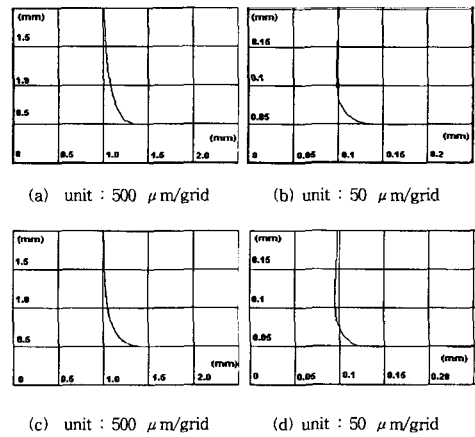 (mm)
1.5
1.0
0.5
(mm)
0 0.5 1.0 1.5 2.0
(a) unit : 500 μm/grid
(mm)
0.15
0.1
0.05
(mm)
0 0.05 0.1 0.15 0.2
(b) unit : 50 μm/grid
(mm)
1.5
1.0
0.5
(mm)
0 0.5 1.0 1.5 2.0
(c) unit : 500 μm/grid
(mm)
0.15
0.1
0.05
(mm)
0 0.05 0.1 0.15 0.20
(d) unit : 50 μm/grid